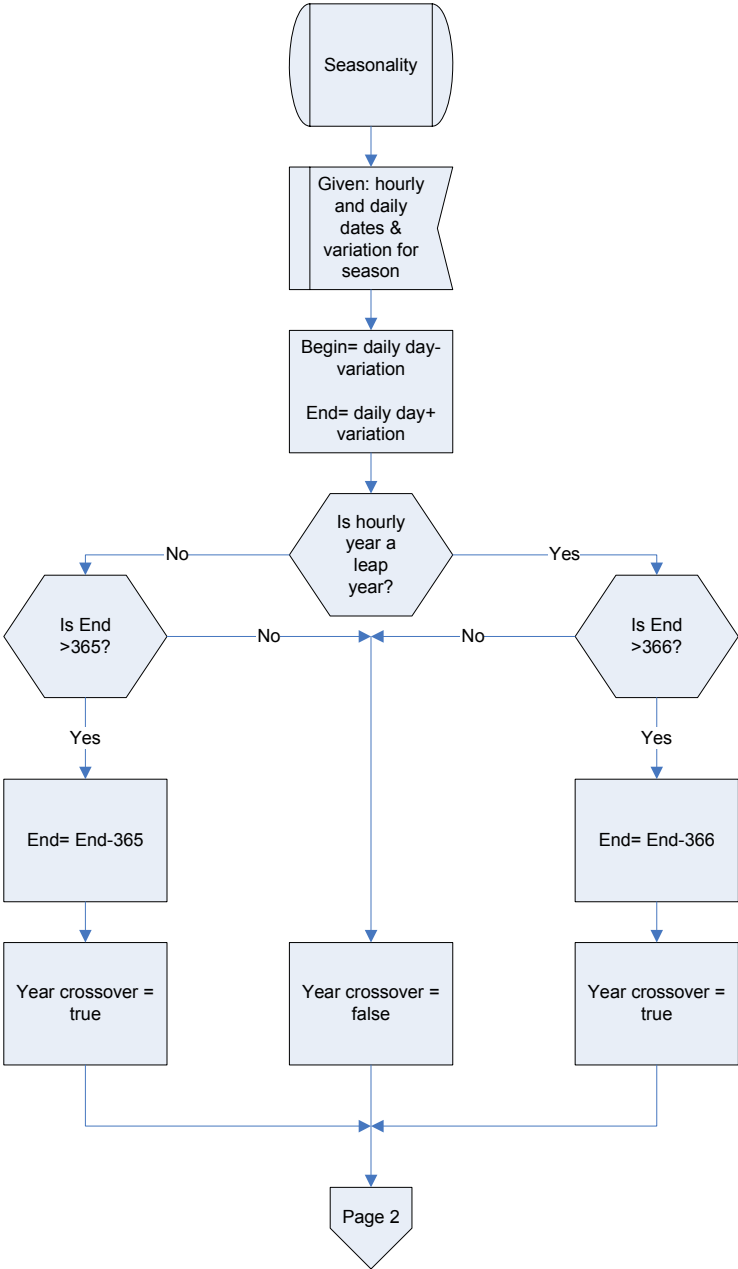 Seasonality
Given: hourly
and daily
dates &
variation for
season
Begin= daily day-
variation
End= daily day+
variation
Is hourly
year a
leap
year?
No
Yes
Is End
>365?
No
No
Is End
>366?
Yes
Yes
End= End-365
End= End-366
Year crossover =
true
Year crossover =
false
Year crossover =
true
Page 2